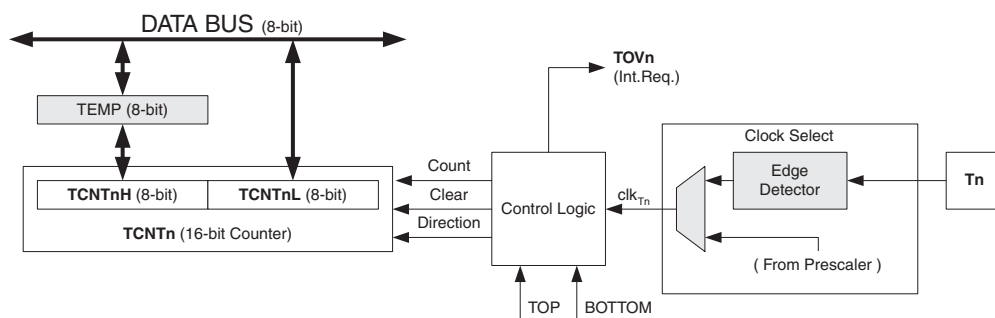 DATA BUS (8-bit)
TOVn
(Int.Req.)
TEMP (8-bit)
Clock Select
Count
Edge
Detector
Tn
TCNTnH (8-bit) TCNTnL (8-bit)
Clear
Control Logic
clkTn
TCNTn (16-bit Counter)
Direction
( From Prescaler )
TOP
BOTTOM